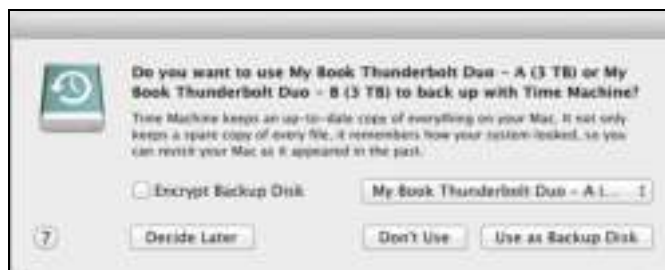 Do you want to use My Book Thunderbolt Duo - A (3 TB) or My
Book Thunderbolt Duo - B (3 TB) to back up with Time Machine?
Time Machine keeps an up-to-date copy of everything on your Mac. It not only
keeps a spare copy of every file, it remembers how your system looked, so you
can revisit your Mac as it appeared in the past.
Encrypt Backup Disk
My Book Thunderbolt Duo - A (...
?
Decide Later
Don't Use
Use as Backup Disk